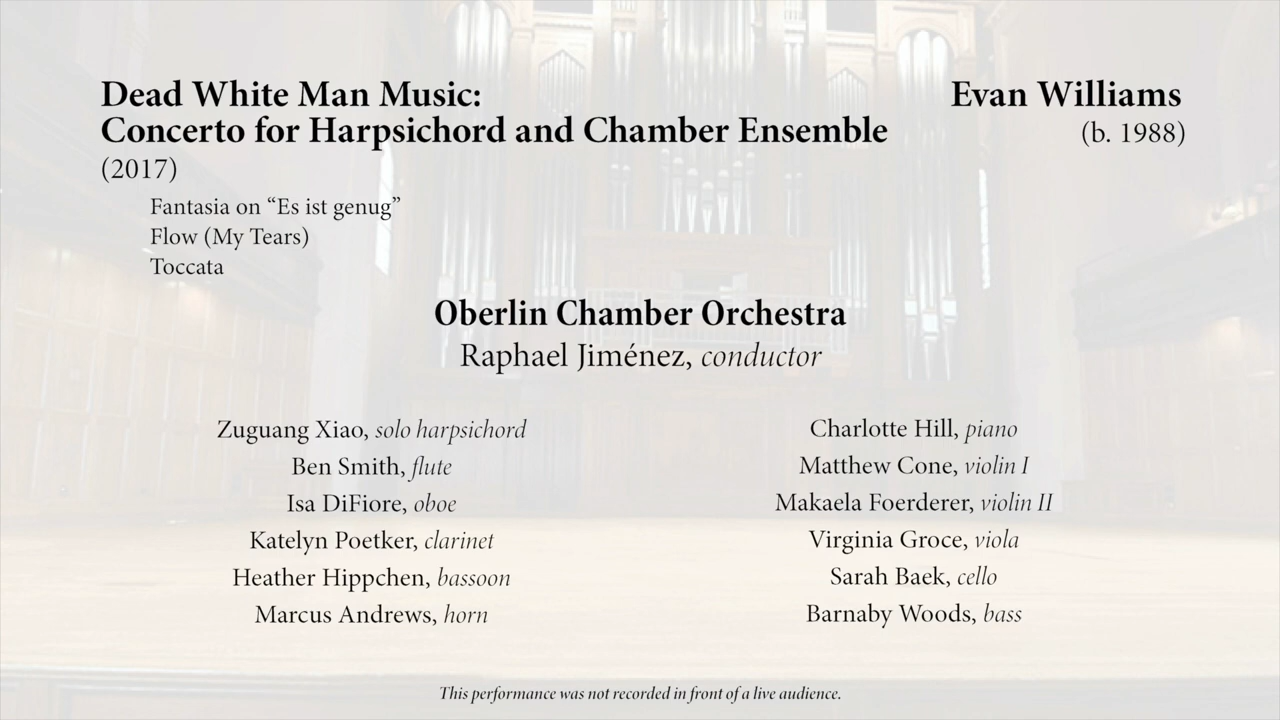 Dead White Man Music:
Concerto for Harpsichord and Chamber Ensemble
(2017)
Fantasia on “Es ist genug”
Flow (My Tears)
Toccata
Evan Williams
(b. 1988)
Oberlin Chamber Orchestra
Raphael Jiménez, conductor
Zuguang Xiao, solo harpsichord
Ben Smith, flute
Isa DiFiore, oboe
Katelyn Poetker, clarinet
Heather Hippchen, bassoon
Marcus Andrews, horn
Charlotte Hill, piano
Matthew Cone, violin I
Makaela Foerderer, violin II
Virginia Groce, viola
Sarah Baek, cello
Barnaby Woods, bass
This performance was not recorded in front of a live audience.